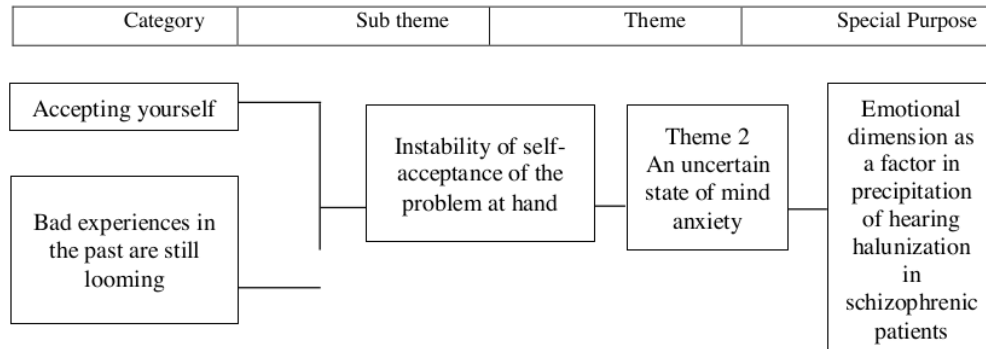 Category Sub theme Theme Special Purpose
Accepting yourself
Bad experiences in
the past are still
looming
Instability of self-
acceptance of the
problem at hand
Theme 2
An uncertain
state of mind
anxiety
Emotional
dimension as
a factor in
precipitation
of hearing
halunization
in
schizophrenic
patients